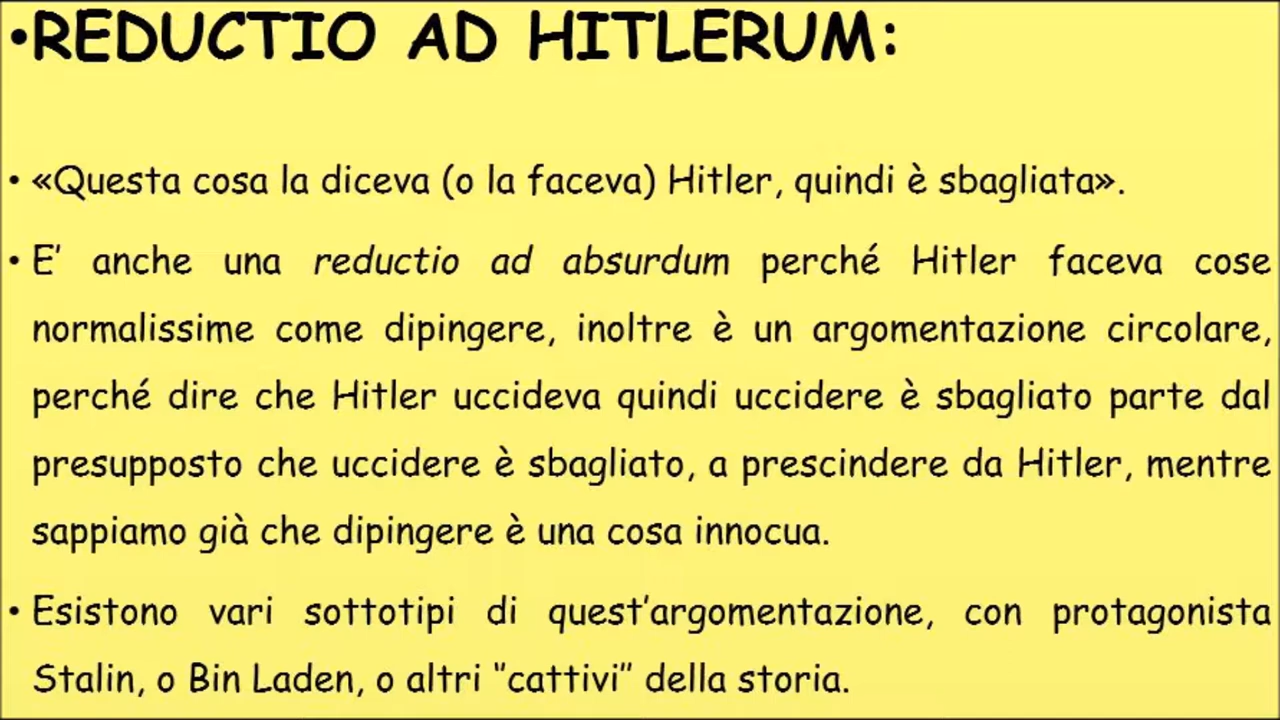 •REDUCTIO AD HITLERUM:
• «Questa cosa la diceva (o la faceva) Hitler, quindi è sbagliata».
• E' anche una reductio ad absurdum perché Hitler faceva cose
normalissime come dipingere, inoltre è un argomentazione circolare,
perché dire che Hitler uccideva quindi uccidere è sbagliato parte dal
presupposto che uccidere è sbagliato, a prescindere da Hitler, mentre
sappiamo già che dipingere è una cosa innocua.
• Esistono vari sottotipi di quest'argomentazione, con protagonista
Stalin, o Bin Laden, o altri "cattivi" della storia.